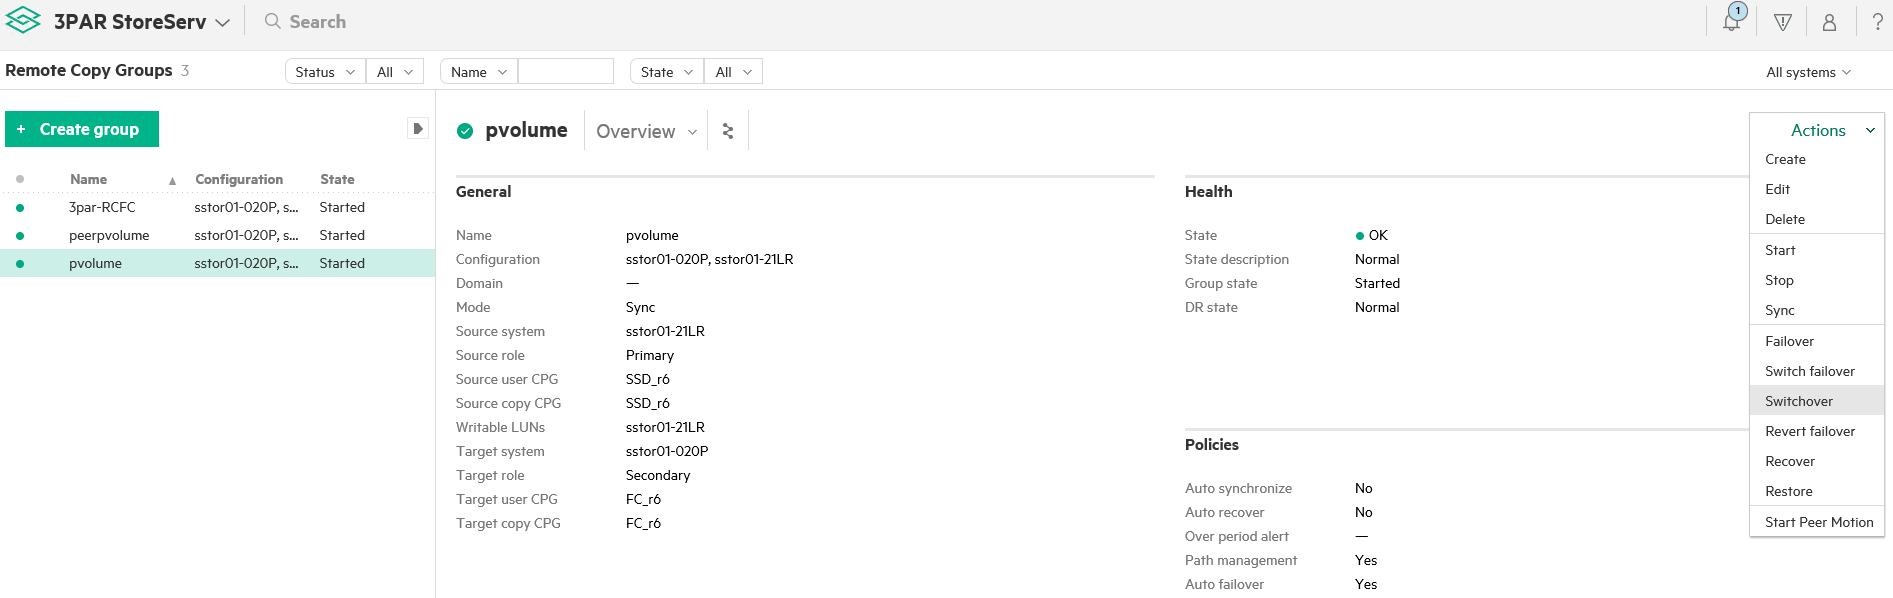 3PAR StoreServ Search 1 ?
Remote Copy Groups 3 Status All Name State All All systems
+ Create group
Name Configuration State
3par-RCFC sstor01-020P, s... Started
peerpvolume sstor01-020P, s... Started
pvolume sstor01-020P, s... Started
pvolume Overview
General
Name pvolume
Configuration sstor01-020P, sstor01-21LR
Domain —
Mode Sync
Source system sstor01-21LR
Source role Primary
Source user CPG SSD_r6
Source copy CPG SSD_r6
Writable LUNs sstor01-21LR
Target system sstor01-020P
Target role Secondary
Target user CPG FC_r6
Target copy CPG FC_r6
Health
State OK
State description Normal
Group state Started
DR state Normal
Policies
Auto synchronize No
Auto recover No
Over period alert —
Path management Yes
Auto failover Yes
Actions
Create
Edit
Delete
Start
Stop
Sync
Failover
Switch failover
Switchover
Revert failover
Recover
Restore
Start Peer Motion